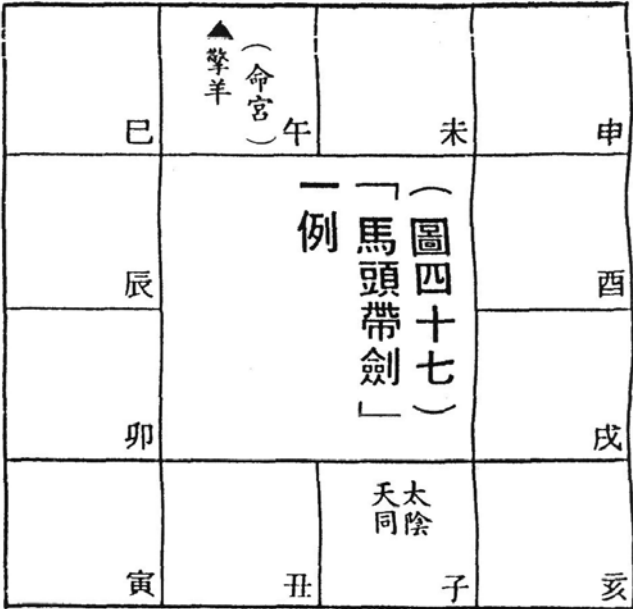 巳
▲擎羊
（命宮）
午
未
申
辰
（圖四十七）
「馬頭帶劍」
一例
酉
卯
戌
寅
丑
太陰
天同
子
亥